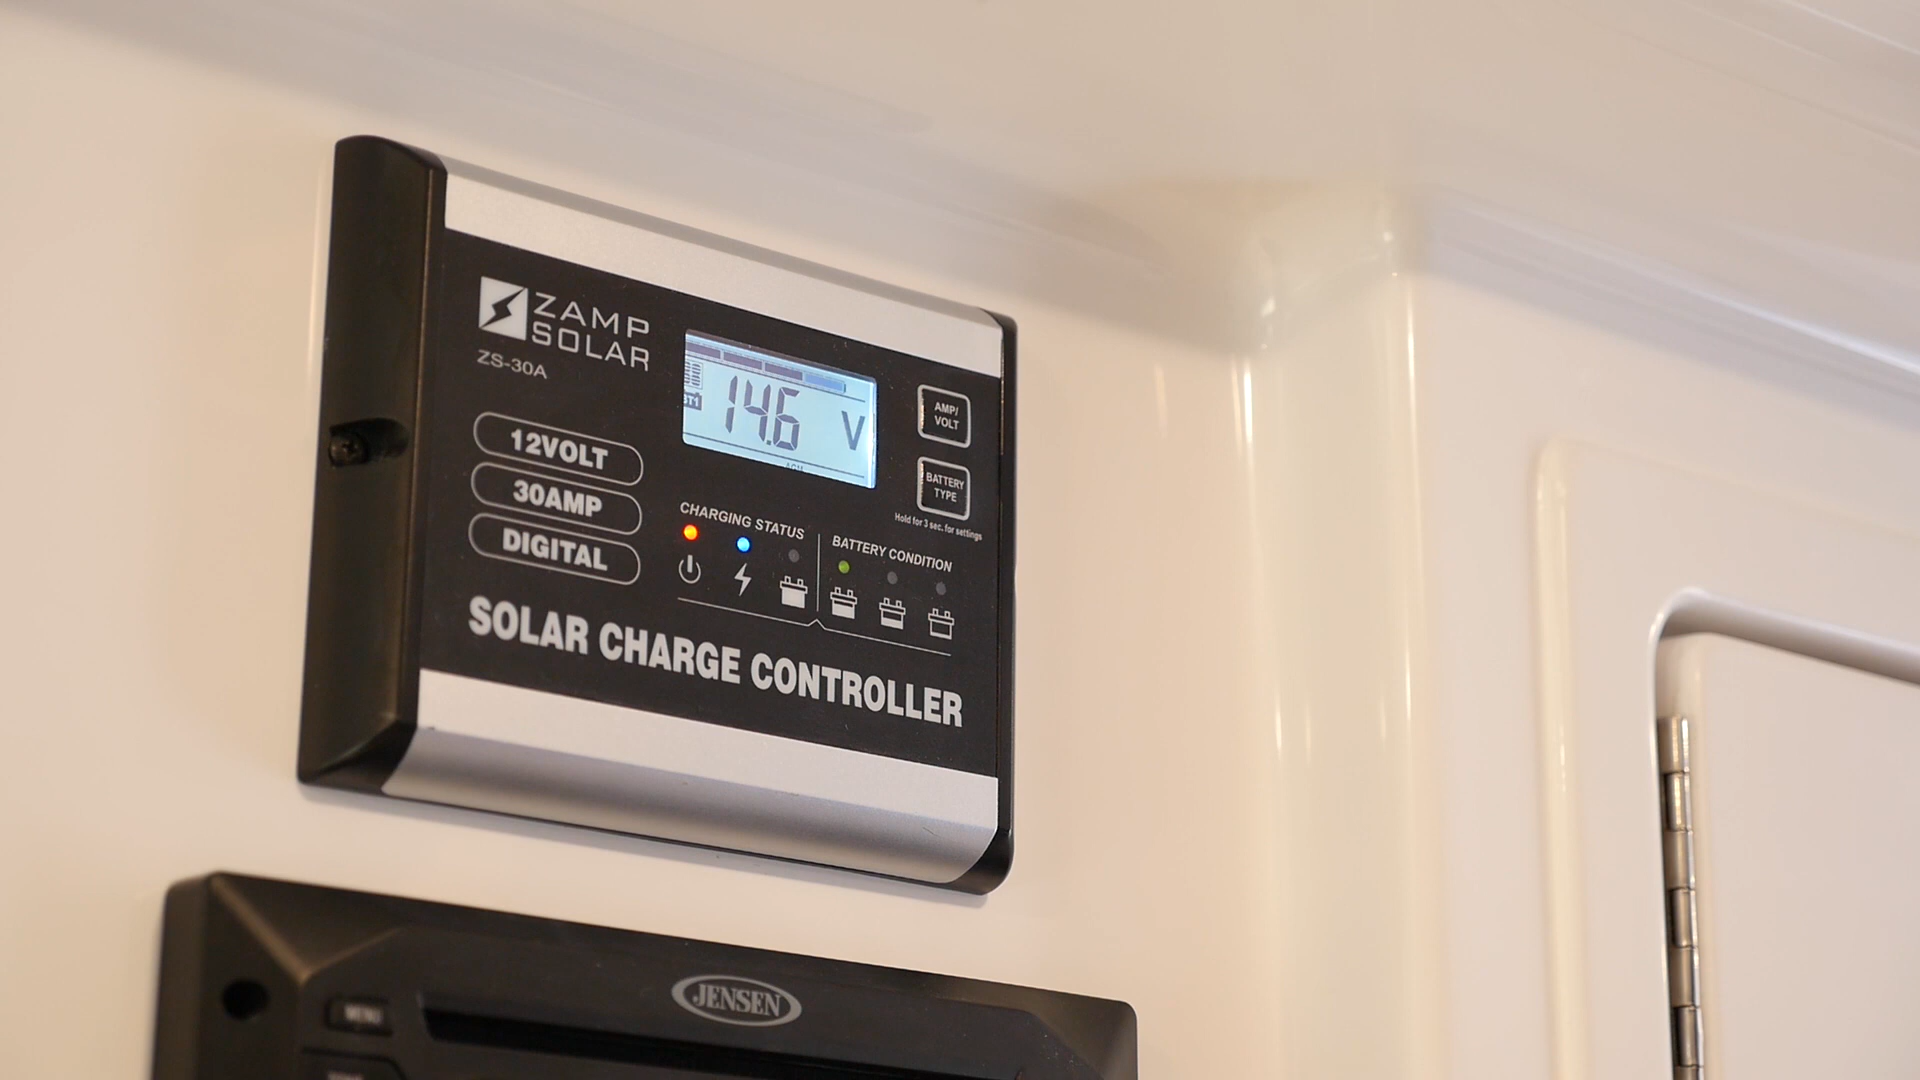 ZAMP
SOLAR
ZS-30A
14.6 V
AMP/
VOLT
BATTERY
TYPE
Hold for 3 sec. for settings
12VOLT
30AMP
DIGITAL
CHARGING STATUS
BATTERY CONDITION
SOLAR CHARGE CONTROLLER
JENSEN
MENU